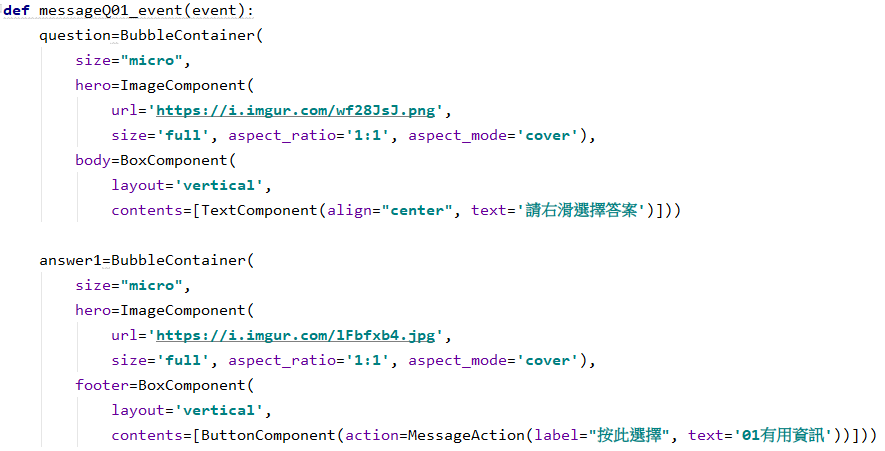 def messageQ01_event(event):
    question=BubbleContainer(
        size="micro",
        hero=ImageComponent(
            url='https://i.imgur.com/wf28JsJ.png',
            size='full', aspect_ratio='1:1', aspect_mode='cover'),
        body=BoxComponent(
            layout='vertical',
            contents=[TextComponent(align="center", text='請右滑選擇答案')]))

    answer1=BubbleContainer(
        size="micro",
        hero=ImageComponent(
            url='https://i.imgur.com/lFbfxb4.jpg',
            size='full', aspect_ratio='1:1', aspect_mode='cover'),
        footer=BoxComponent(
            layout='vertical',
            contents=[ButtonComponent(action=MessageAction(label="按此選擇", text='01有用資訊'))]))